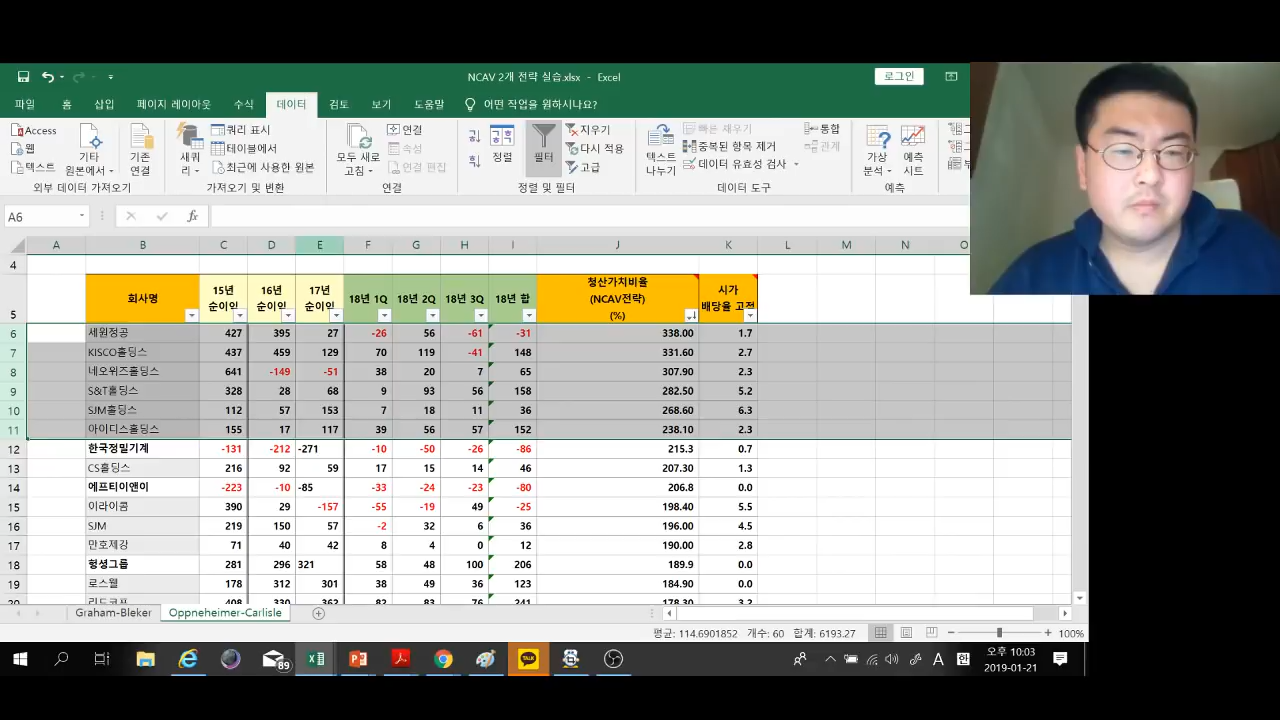 NCAV 2개 전략 실습.xlsx - Excel
로그인
파일 홈 삽입 페이지 레이아웃 수식 데이터 검토 보기 도움말 어떤 작업을 원하시나요?
Access
웹
텍스트
기타 원본에서
기존 연결
외부 데이터 가져오기
새 쿼리
쿼리 표시
테이블에서
최근에 사용한 원본
가져오기 및 변환
모두 새로 고침
연결
속성
연결 편집
연결
정렬
필터
지우기
다시 적용
고급
정렬 및 필터
텍스트 나누기
빠른 채우기
중복된 항목 제거
데이터 유효성 검사
통합
관계
데이터 도구
가상 분석
예측 시트
예측
A6
fx
A B C D E F G H I J K L M N O
4
5 회사명 15년 순이익 16년 순이익 17년 순이익 18년 1Q 18년 2Q 18년 3Q 18년 합 청산가치비율 (NCAV전략) (%) 시가 배당율 고점
6 세원정공 427 395 27 -26 56 -61 -31 338.00 1.7
7 KISCO홀딩스 437 459 129 70 119 -41 148 331.60 2.7
8 네오위즈홀딩스 641 -149 -51 38 20 7 65 307.90 2.3
9 S&T홀딩스 328 28 68 9 93 56 158 282.50 5.2
10 SJM홀딩스 112 57 153 7 18 11 36 268.60 6.3
11 아이디스홀딩스 155 17 117 39 56 57 152 238.10 2.3
12 한국정밀기계 -131 -212 -271 -10 -50 -26 -86 215.3 0.7
13 CS홀딩스 216 92 59 17 15 14 46 207.30 1.3
14 에프티이앤이 -223 -10 -85 -33 -24 -23 -80 206.8 0.0
15 이라이콤 390 29 -157 -55 -19 49 -25 198.40 5.5
16 SJM 219 150 57 -2 32 6 36 196.00 4.5
17 만호제강 71 40 42 8 4 0 12 190.00 2.8
18 헝셩그룹 281 296 321 58 48 100 206 189.9 0.0
19 로스웰 178 312 301 38 49 36 123 184.90 0.0
20 리드코프 408 330 362 82 83 76 241 178.30 3.2
Graham-Bleker Oppneheimer-Carlisle
평균: 114.6901852 개수: 60 합계: 6193.27 100%
89
TALK
A 한
오후 10:03
2019-01-21